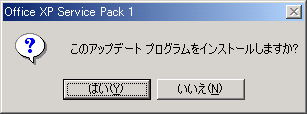 Office XP Service Pack 1
このアップデート プログラムをインストールしますか?
はい(Y)
いいえ(N)